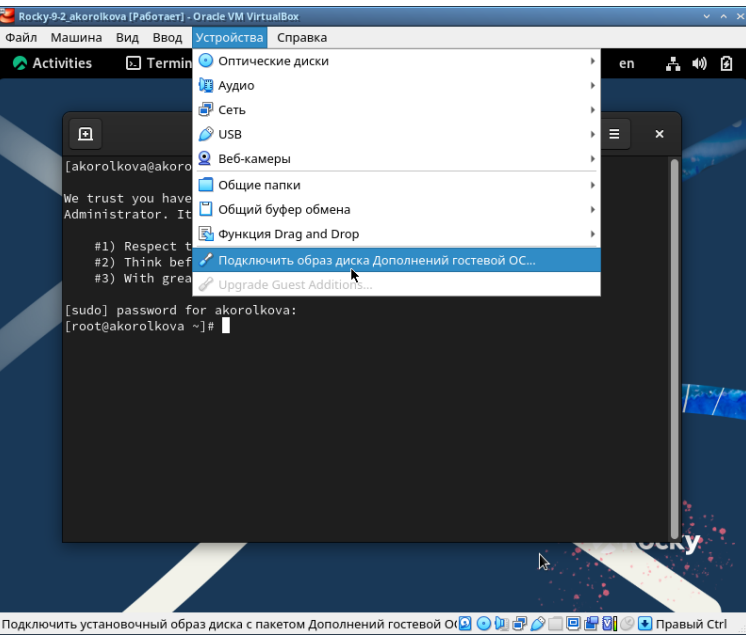 Rocky-9-2_akorolkova [Работает] - Oracle VM VirtualBox
Файл Машина Вид Ввод Устройства Справка
Activities Termin en
Оптические диски
Аудио
Сеть
USB
Веб-камеры
Общие папки
Общий буфер обмена
Функция Drag and Drop
Подключить образ диска Дополнений гостевой ОС...
Upgrade Guest Additions...
[akorolkova@akoro
We trust you have
Administrator. It
#1) Respect t
#2) Think bef
#3) With grea
[sudo] password for akorolkova:
[root@akorolkova ~]#
Rocky
Подключить установочный образ диска с пакетом Дополнений гостевой ОС Правый Ctrl